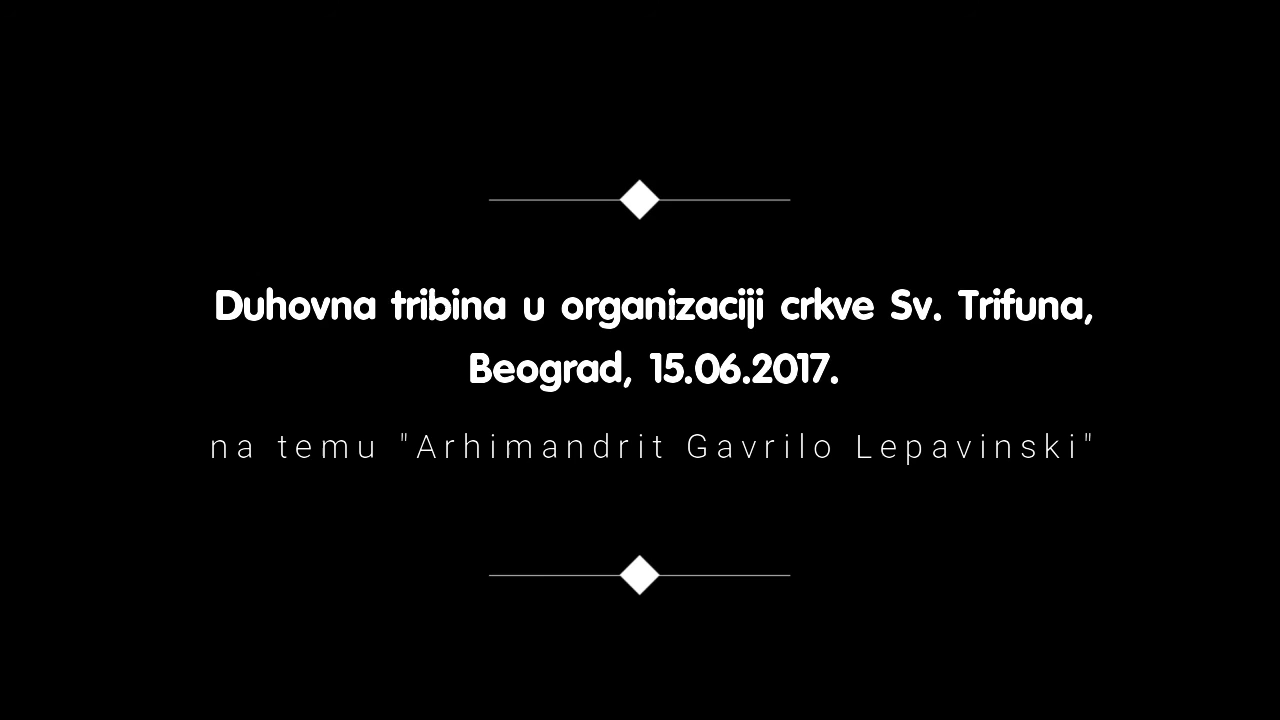 Duhovna tribina u organizaciji crkve Sv. Trifuna,
Beograd, 15.06.2017.
na temu "Arhimandrit Gavrilo Lepavinski"